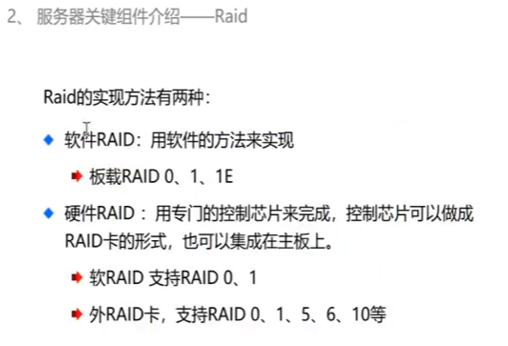 2、 服务器关键组件介绍——Raid
Raid的实现方法有两种：
软件RAID：用软件的方法来实现
板载RAID 0、1、1E
硬件RAID ：用专门的控制芯片来完成，控制芯片可以做成
RAID卡的形式，也可以集成在主板上。
软RAID 支持RAID 0、1
外RAID卡，支持RAID 0、1、5、6、10等